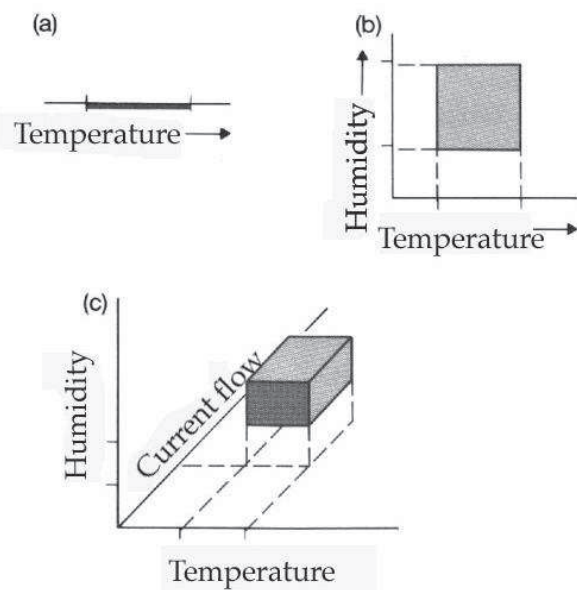 (a)
Temperature
(b)
Humidity
Temperature
(c)
Humidity
Current flow
Temperature